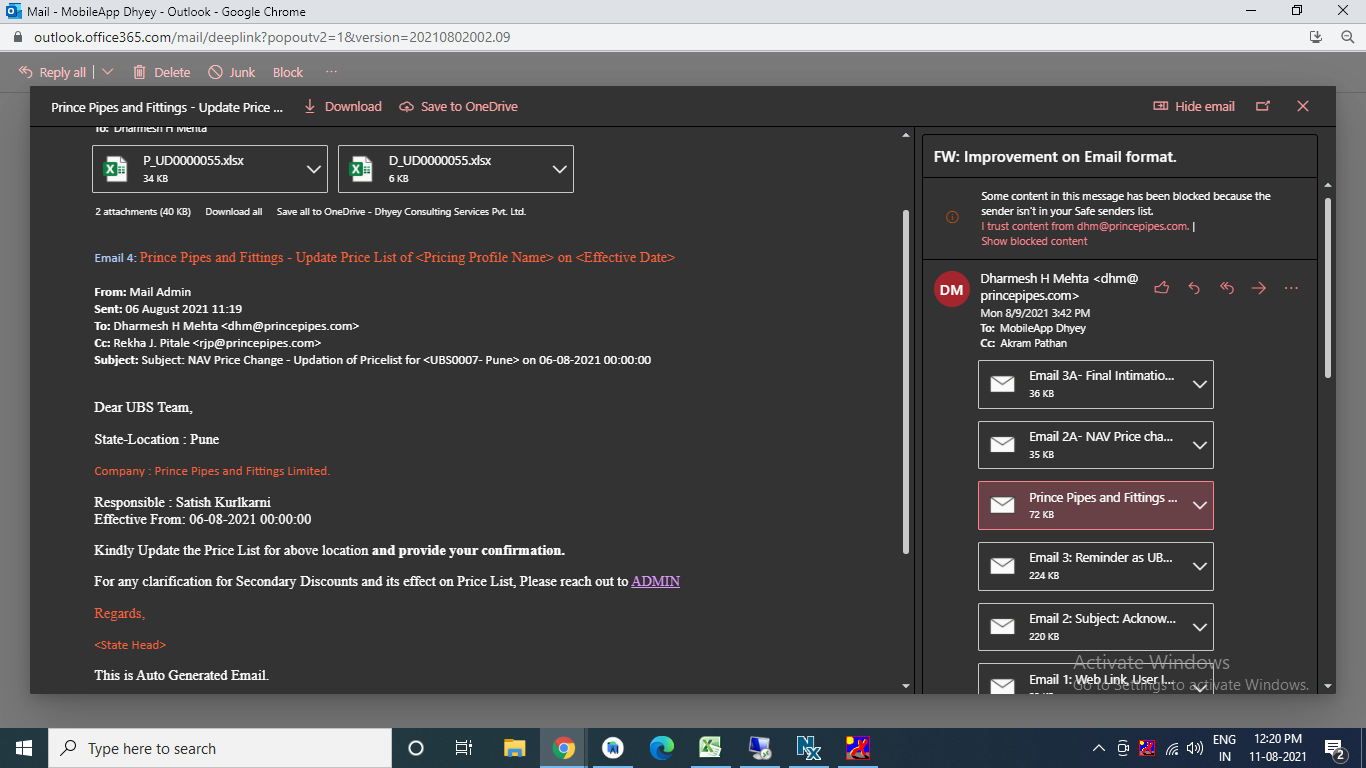 Mail - MobileApp Dhyey - Outlook - Google Chrome
outlook.office365.com/mail/deeplink?popoutv2=1&version=20210802002.09
Reply all Delete Junk Block ...
Prince Pipes and Fittings - Update Price ... Download Save to OneDrive Hide email
To: Dharmesh H Mehta
P_UD0000055.xlsx
34 KB
D_UD0000055.xlsx
6 KB
2 attachments (40 KB) Download all Save all to OneDrive - Dhyey Consulting Services Pvt. Ltd.
Email 4: Prince Pipes and Fittings - Update Price List of <Pricing Profile Name> on <Effective Date>
From: Mail Admin
Sent: 06 August 2021 11:19
To: Dharmesh H Mehta <dhm@princepipes.com>
Cc: Rekha J. Pitale <rjp@princepipes.com>
Subject: Subject: NAV Price Change - Updation of Pricelist for <UBS0007- Pune> on 06-08-2021 00:00:00
Dear UBS Team,
State-Location : Pune
Company : Prince Pipes and Fittings Limited.
Responsible : Satish Kurlkarni
Effective From: 06-08-2021 00:00:00
Kindly Update the Price List for above location and provide your confirmation.
For any clarification for Secondary Discounts and its effect on Price List, Please reach out to ADMIN
Regards,
<State Head>
This is Auto Generated Email.
FW: Improvement on Email format.
Some content in this message has been blocked because the
sender isn't in your Safe senders list.
I trust content from dhm@princepipes.com. |
Show blocked content
DM
Dharmesh H Mehta <dhm@
princepipes.com>
Mon 8/9/2021 3:42 PM
To: MobileApp Dhyey
Cc: Akram Pathan
Email 3A- Final Intimatio...
36 KB
Email 2A- NAV Price cha...
35 KB
Prince Pipes and Fittings ...
72 KB
Email 3: Reminder as UB...
224 KB
Email 2: Subject: Acknow...
220 KB
Email 1: Web Link, User I...
Activate Windows
Go to Settings to activate Windows.
Type here to search
ENG
IN
12:20 PM
11-08-2021
2